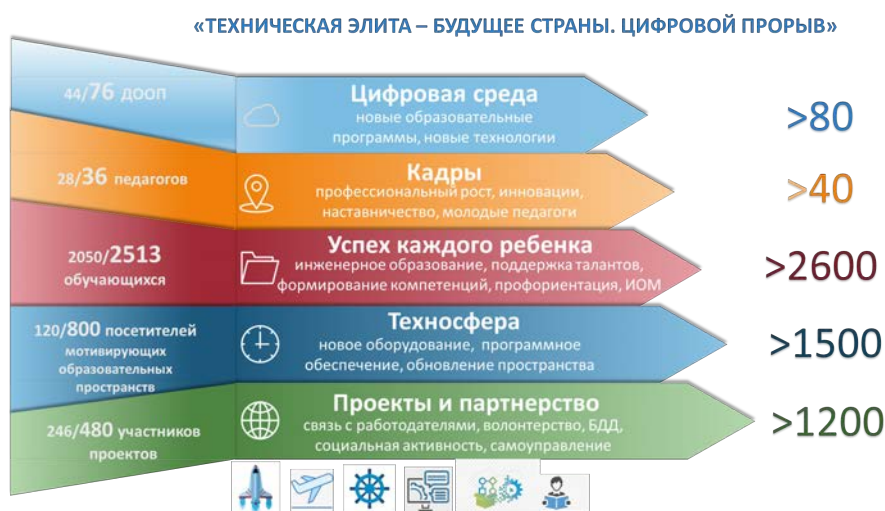 «ТЕХНИЧЕСКАЯ ЭЛИТА – БУДУЩЕЕ СТРАНЫ. ЦИФРОВОЙ ПРОРЫВ»
44/76 ДООП
Цифровая среда
новые образовательные
программы, новые технологии
>80
28/36 педагогов
Кадры
профессиональный рост, инновации,
наставничество, молодые педагоги
>40
2050/2513
обучающихся
Успех каждого ребенка
инженерное образование, поддержка талантов,
формирование компетенций, профориентация, ИОМ
>2600
120/800 посетителей
мотивирующих
образовательных
пространств
Техносфера
новое оборудование, программное
обеспечение, обновление пространства
>1500
246/480 участников
проектов
Проекты и партнерство
связь с работодателями, волонтерство, БДД,
социальная активность, самоуправление
>1200